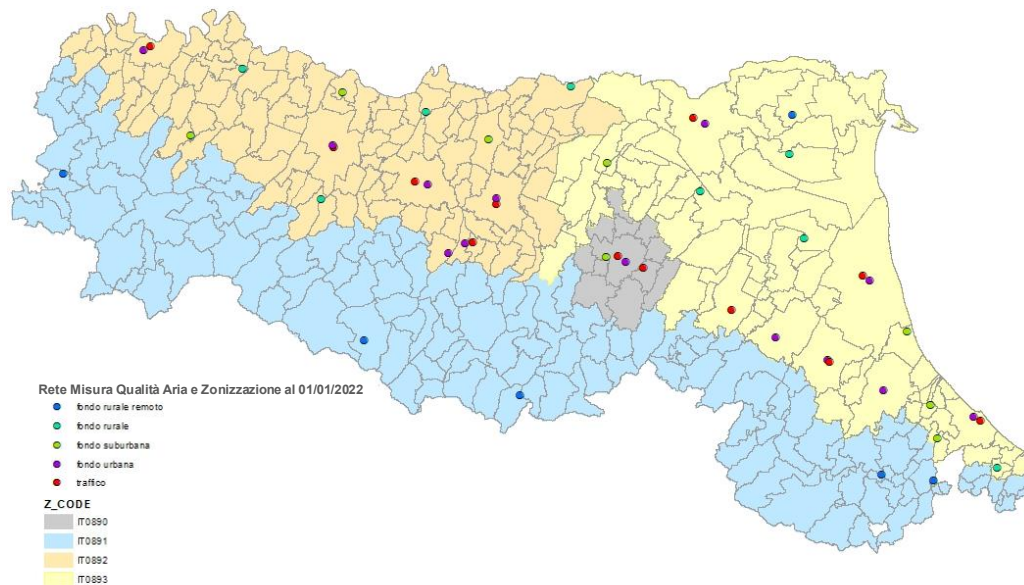 Rete Misura Qualità Aria e Zonizzazione al 01/01/2022
fondo rurale remoto
fondo rurale
fondo suburbana
fondo urbana
traffico
Z_CODE
IT0890
IT0891
IT0892
IT0893